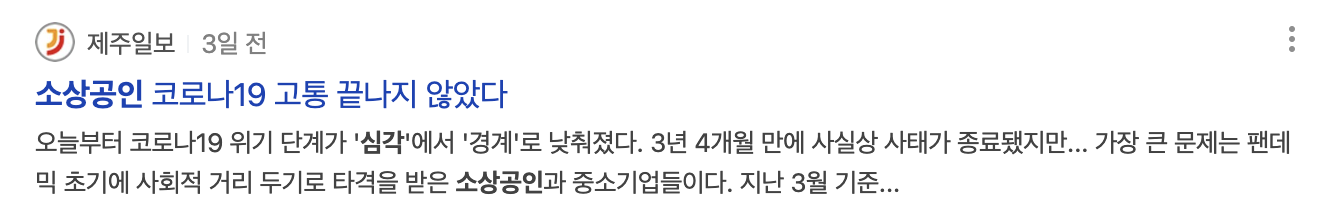 제주일보 3일 전
소상공인 코로나19 고통 끝나지 않았다
오늘부터 코로나19 위기 단계가 '심각'에서 '경계'로 낮춰졌다. 3년 4개월 만에 사실상 사태가 종료됐지만... 가장 큰 문제는 팬데
믹 초기에 사회적 거리 두기로 타격을 받은 소상공인과 중소기업들이다. 지난 3월 기준...